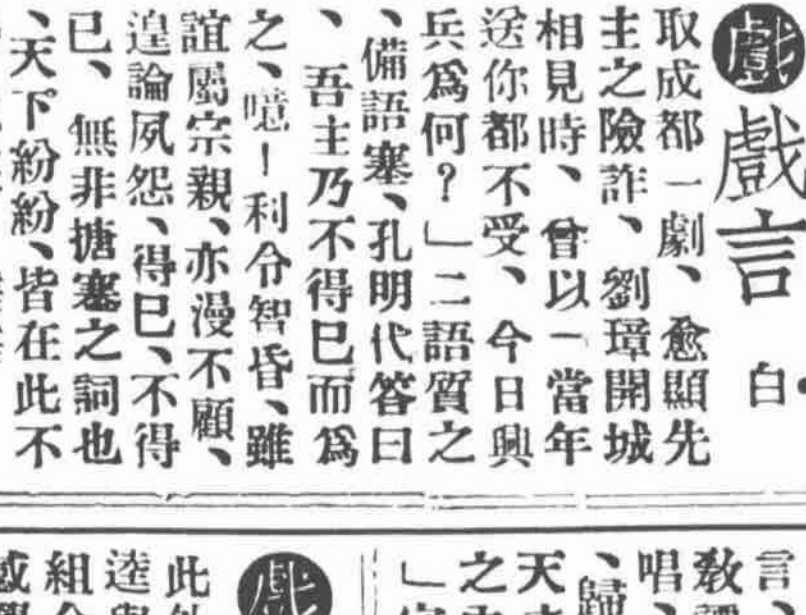 戲
戲言
白
取成都一劇、愈顯先
主之險詐、劉璋開城
相見時、曾以「當年
送你都不受、今日興
兵爲何?」二語質之
、備語塞、孔明代答曰
、吾主乃不得已而爲
之、噫!利令智昏、雖
誼屬宗親、亦漫不顧、
遑論夙怨、得已、不得
已、無非搪塞之詞也
、天下紛紛、皆在此不
言、
教
唱、
、歸
天
之
」
戲
此
逵
組